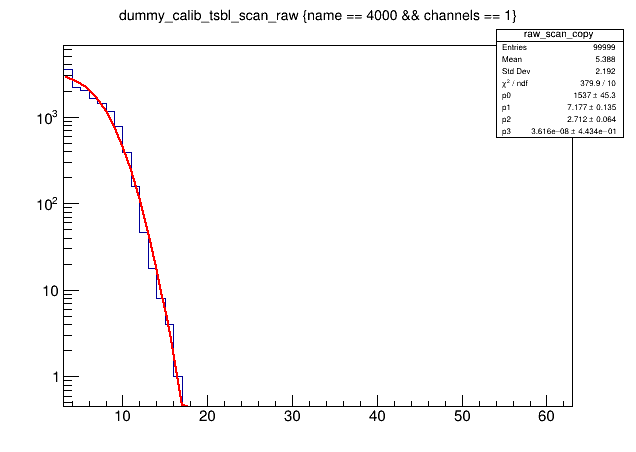 dummy_calib_tsbl_scan_raw {name == 4000 && channels == 1}
raw_scan_copy
Entries 99999
Mean 5.388
Std Dev 2.192
χ² / ndf 379.9 / 10
p0 1537 ± 45.3
p1 7.177 ± 0.135
p2 2.712 ± 0.064
p3 3.616e−08 ± 4.434e−01
10³
10²
10
1
10 20 30 40 50 60